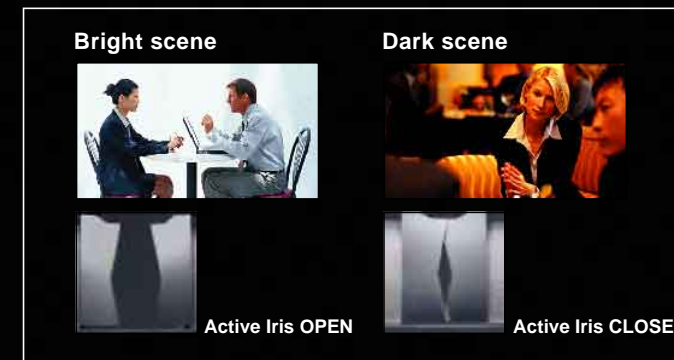 Bright scene
Dark scene
Active Iris OPEN
Active Iris CLOSE